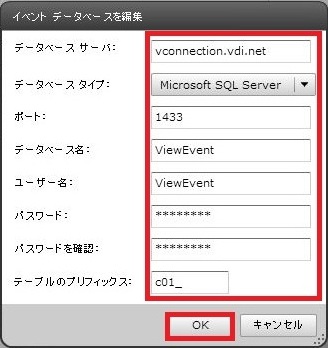 イベント データベースを編集
データベース サーバ: vconnection.vdi.net
データベース タイプ: Microsoft SQL Server
ポート: 1433
データベース名: ViewEvent
ユーザー名: ViewEvent
パスワード: ********
パスワードを確認: ********
テーブルのプリフィックス: c01_
OK キャンセル